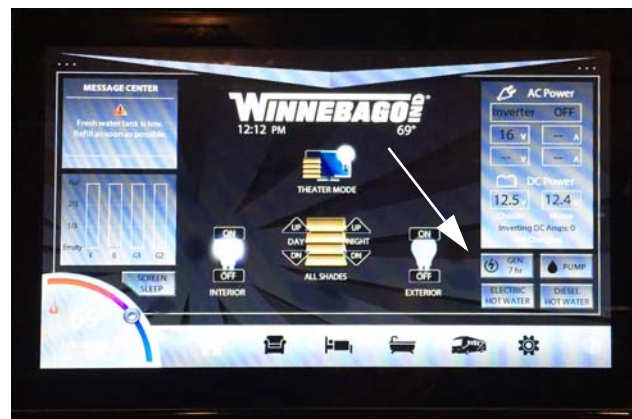 MESSAGE CENTER
Fresh water tank is low.
Refill as soon as possible
WINNEBAGO IND
12:12 PM
69°
THEATER MODE
Full
2/3
1/3
Empty
F B G1 G2
SCREEN
SLEEP
ON
OFF
INTERIOR
UP UP
DAY NIGHT
DN DN
ALL SHADES
ON
OFF
EXTERIOR
AC Power
Inverter OFF
16 V -- A
-- V -- A
DC Power
12.5 12.4
Inverting DC Amps: 0
GEN
7 hr
PUMP
ELECTRIC
HOT WATER
DIESEL
HOT WATER
69